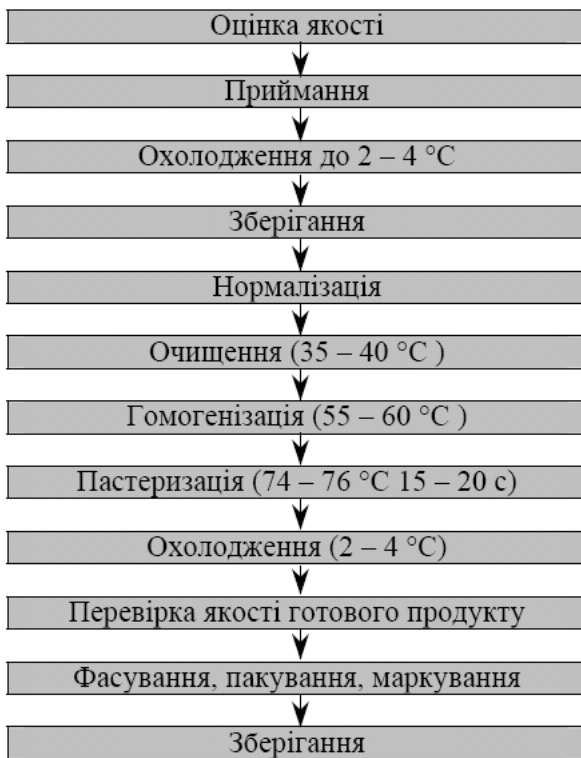 Оцінка якості
Приймання
Охолодження до 2 – 4 °С
Зберігання
Нормалізація
Очищення (35 – 40 °С )
Гомогенізація (55 – 60 °С )
Пастеризація (74 – 76 °С 15 – 20 с)
Охолодження (2 – 4 °С)
Перевірка якості готового продукту
Фасування, пакування, маркування
Зберігання